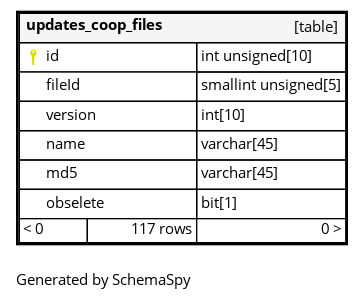 updates_coop_files [table]
id int unsigned[10]
fileId smallint unsigned[5]
version int[10]
name varchar[45]
md5 varchar[45]
obselete bit[1]
< 0 117 rows 0 >
Generated by SchemaSpy